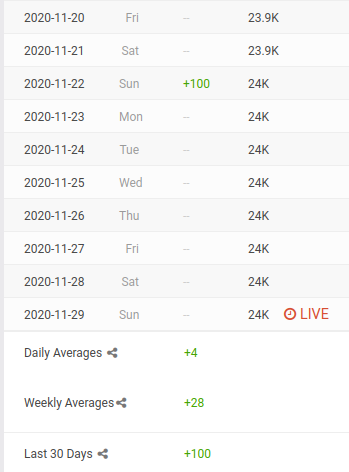 2020-11-20 Fri -- 23.9K
2020-11-21 Sat -- 23.9K
2020-11-22 Sun +100 24K
2020-11-23 Mon -- 24K
2020-11-24 Tue -- 24K
2020-11-25 Wed -- 24K
2020-11-26 Thu -- 24K
2020-11-27 Fri -- 24K
2020-11-28 Sat -- 24K
2020-11-29 Sun -- 24K LIVE
Daily Averages +4
Weekly Averages +28
Last 30 Days +100